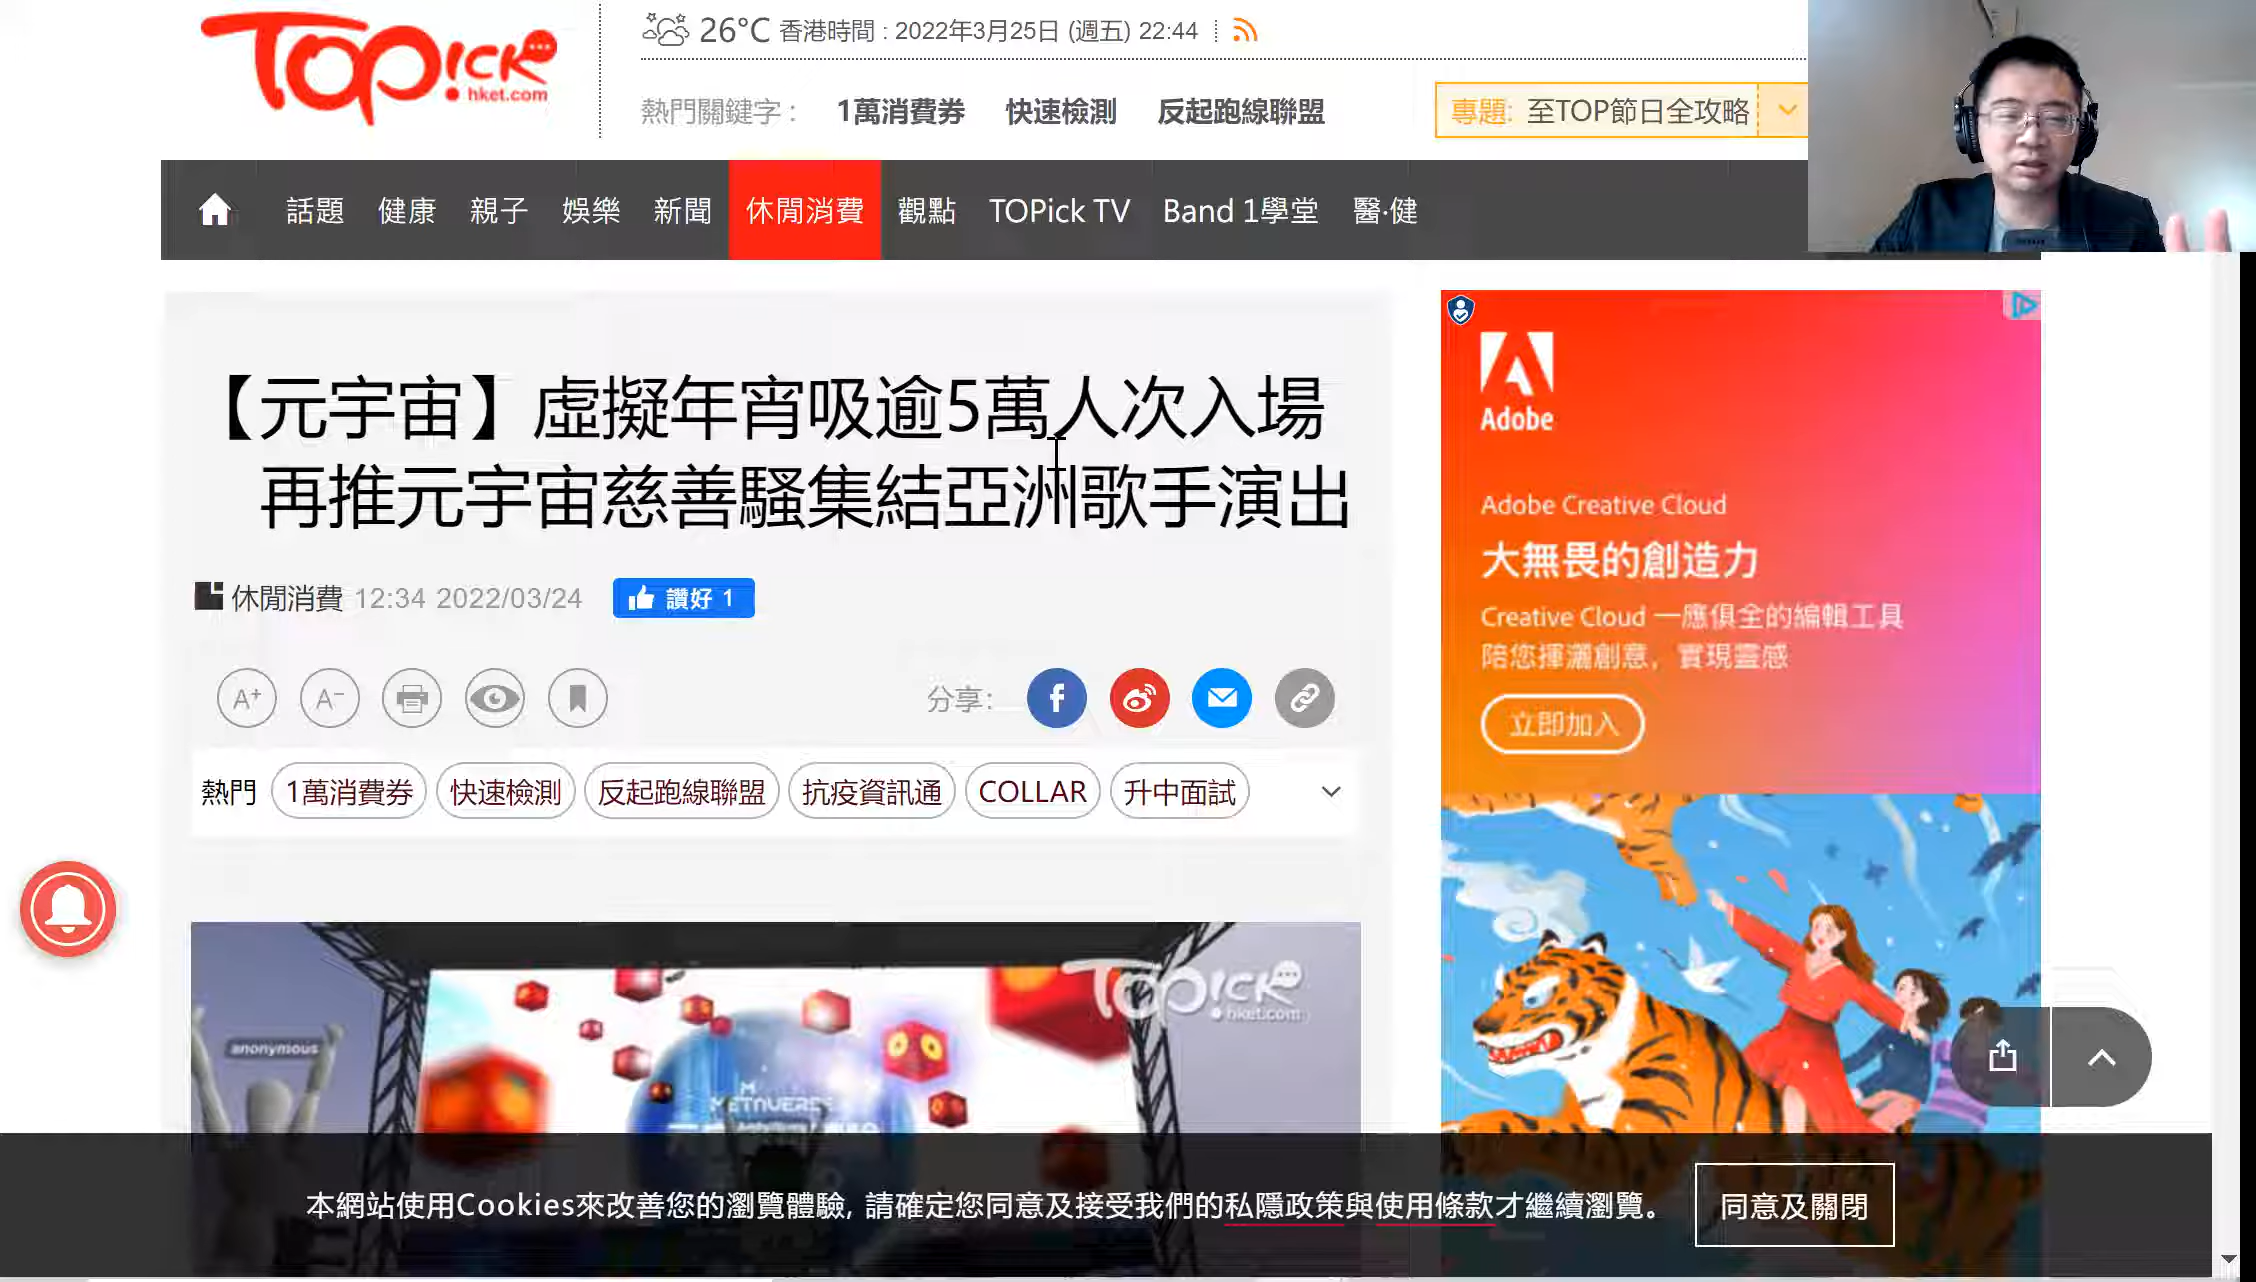 TOPick
hket.com
26°C 香港時間 : 2022年3月25日 (週五) 22:44
熱門關鍵字 : 1萬消費券 快速檢測 反起跑線聯盟
專題: 至TOP節日全攻略
話題 健康 親子 娛樂 新聞 休閒消費 觀點 TOPick TV Band 1學堂 醫·健
【元宇宙】虛擬年宵吸逾5萬人次入場
再推元宇宙慈善騷集結亞洲歌手演出
休閒消費 12:34 2022/03/24 讚好 1
A+ A- 分享:
熱門 1萬消費券 快速檢測 反起跑線聯盟 抗疫資訊通 COLLAR 升中面試
Adobe
Adobe Creative Cloud
大無畏的創造力
Creative Cloud 一應俱全的編輯工具
陪您揮灑創意，實現靈感
立即加入
TOPick
hket.com
anonymous
M
METAVERSE
本網站使用Cookies來改善您的瀏覽體驗, 請確定您同意及接受我們的私隱政策與使用條款才繼續瀏覽。 同意及關閉